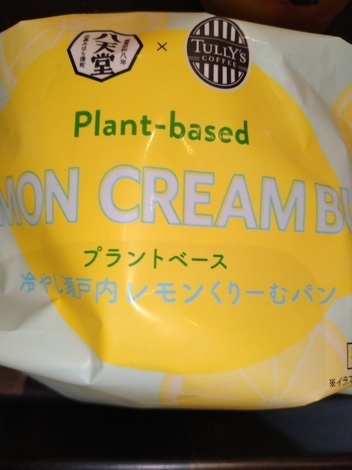 八天堂 × TULLY'S
COFFEE
Plant-based
MON CREAM BU
プラントベース
冷やし瀬戸内 レモンくりーむパン
※イラス